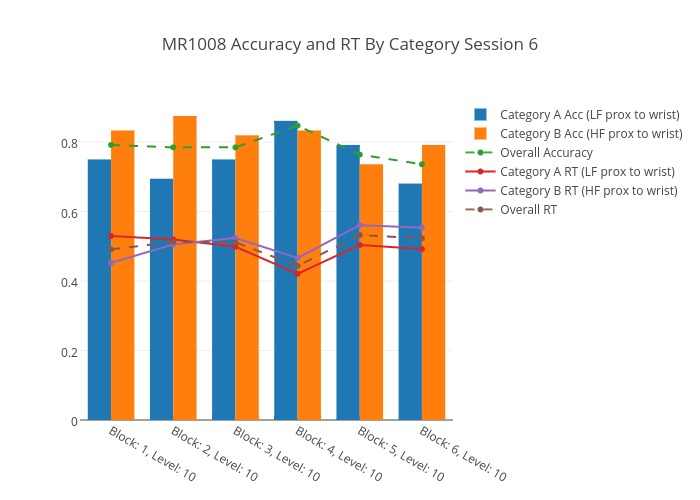 MR1008 Accuracy and RT By Category Session 6
Category A Acc (LF prox to wrist)
Category B Acc (HF prox to wrist)
Overall Accuracy
Category A RT (LF prox to wrist)
Category B RT (HF prox to wrist)
Overall RT
0.8
0.6
0.4
0.2
0
Block: 1, Level: 10
Block: 2, Level: 10
Block: 3, Level: 10
Block: 4, Level: 10
Block: 5, Level: 10
Block: 6, Level: 10